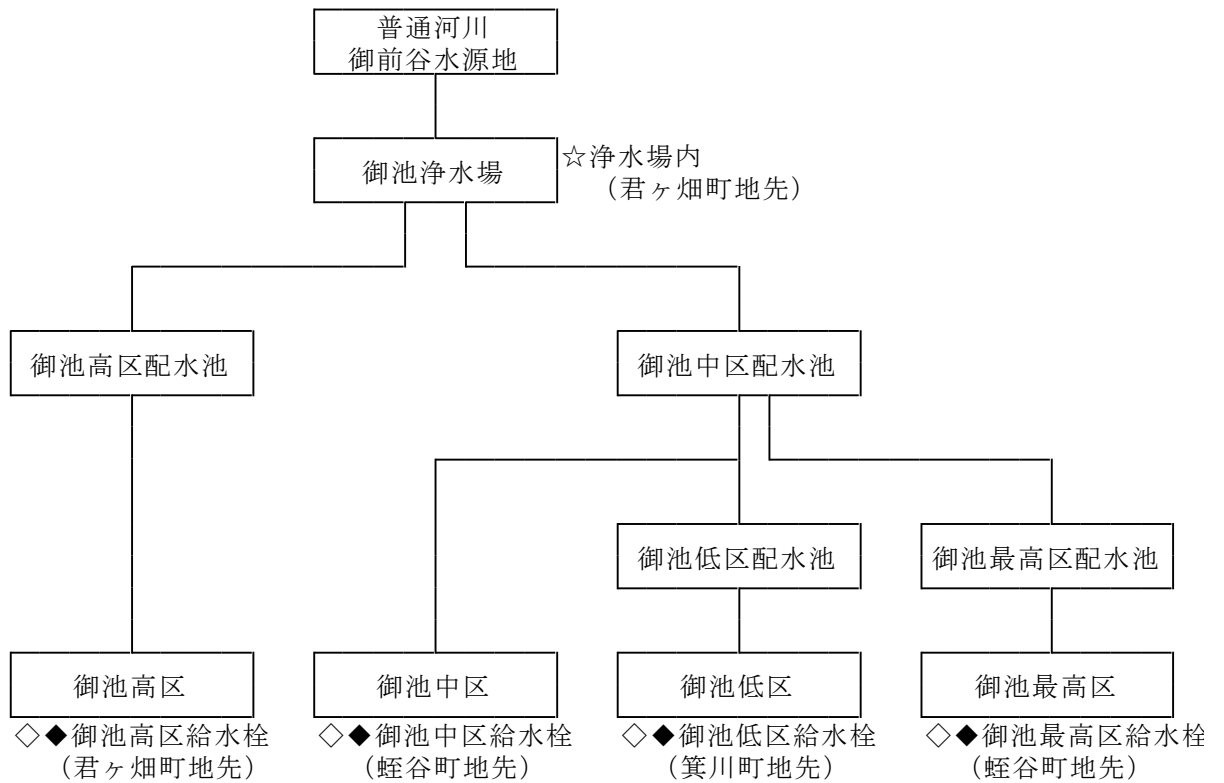 普通河川
御前谷水源地
御池浄水場
☆浄水場内
(君ヶ畑町地先)
御池高区配水池
御池中区配水池
御池低区配水池
御池最高区配水池
御池高区
御池中区
御池低区
御池最高区
◇◆御池高区給水栓
(君ヶ畑町地先)
◇◆御池中区給水栓
(蛭谷町地先)
◇◆御池低区給水栓
(箕川町地先)
◇◆御池最高区給水栓
(蛭谷町地先)